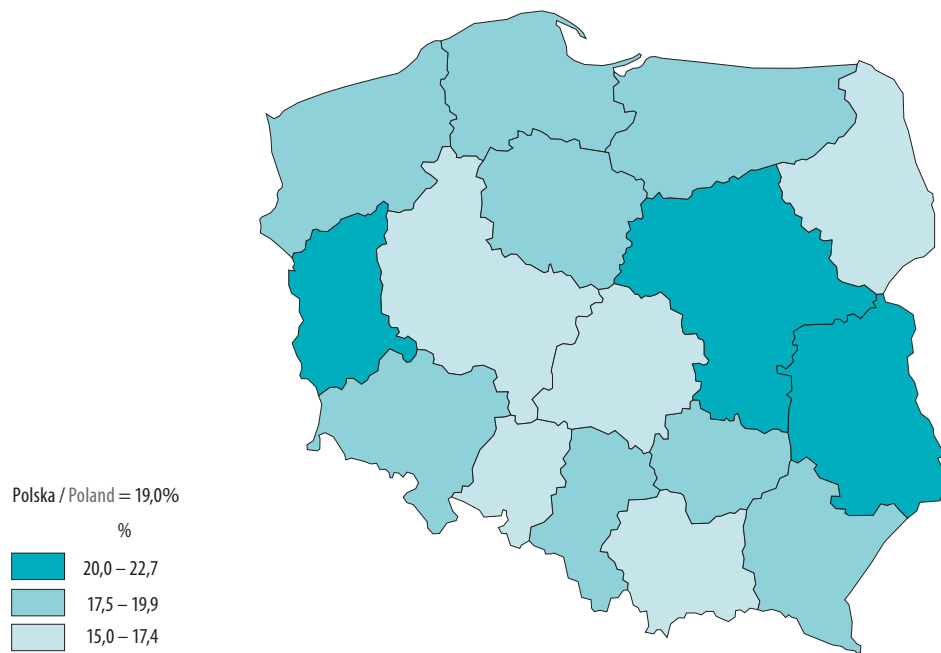 Polska / Poland = 19,0%
%
20,0 – 22,7
17,5 – 19,9
15,0 – 17,4